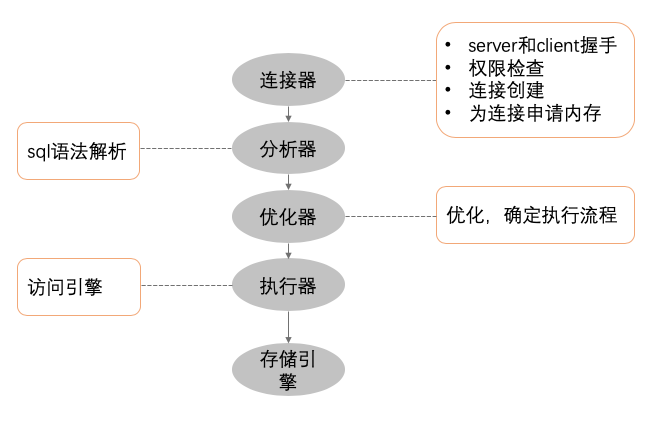 连接器
• server和client握手
• 权限检查
• 连接创建
• 为连接申请内存
sql语法解析
分析器
优化器
优化，确定执行流程
访问引擎
执行器
存储引
擎